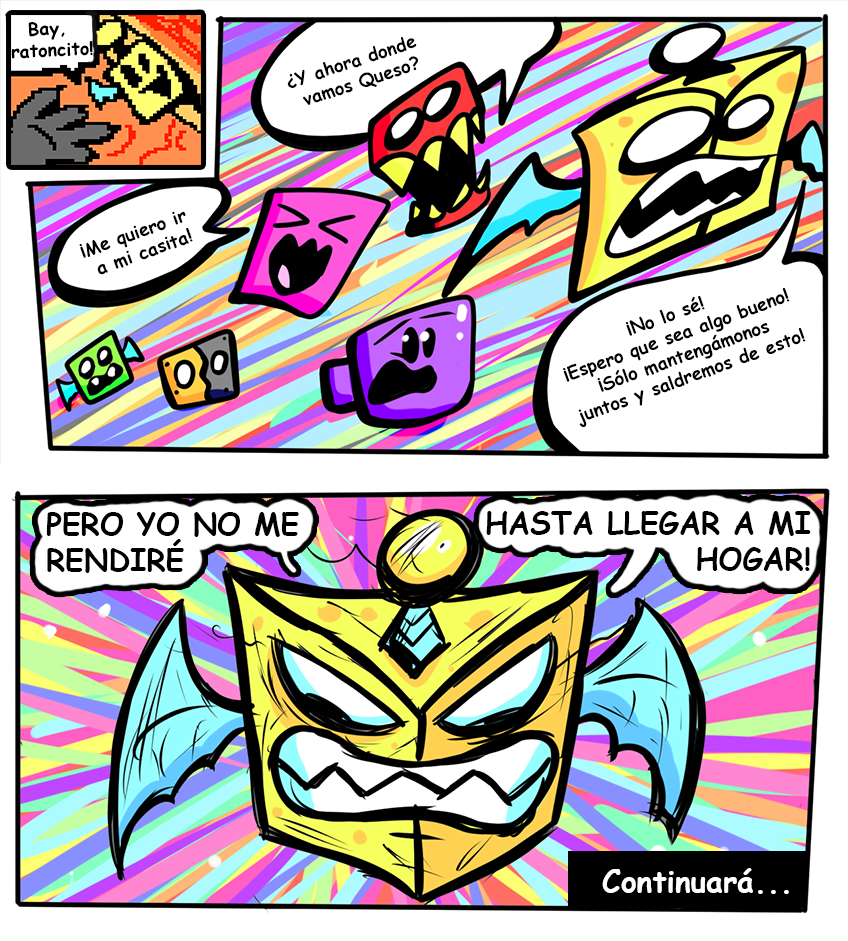 Bay,
ratoncito!
¿Y ahora donde
vamos Queso?
¡Me quiero ir
a mi casita!
¡No lo sé!
¡Espero que sea algo bueno!
¡Sólo mantengámonos
juntos y saldremos de esto!
PERO YO NO ME
RENDIRÉ
HASTA LLEGAR A MI
HOGAR!
Continuará...